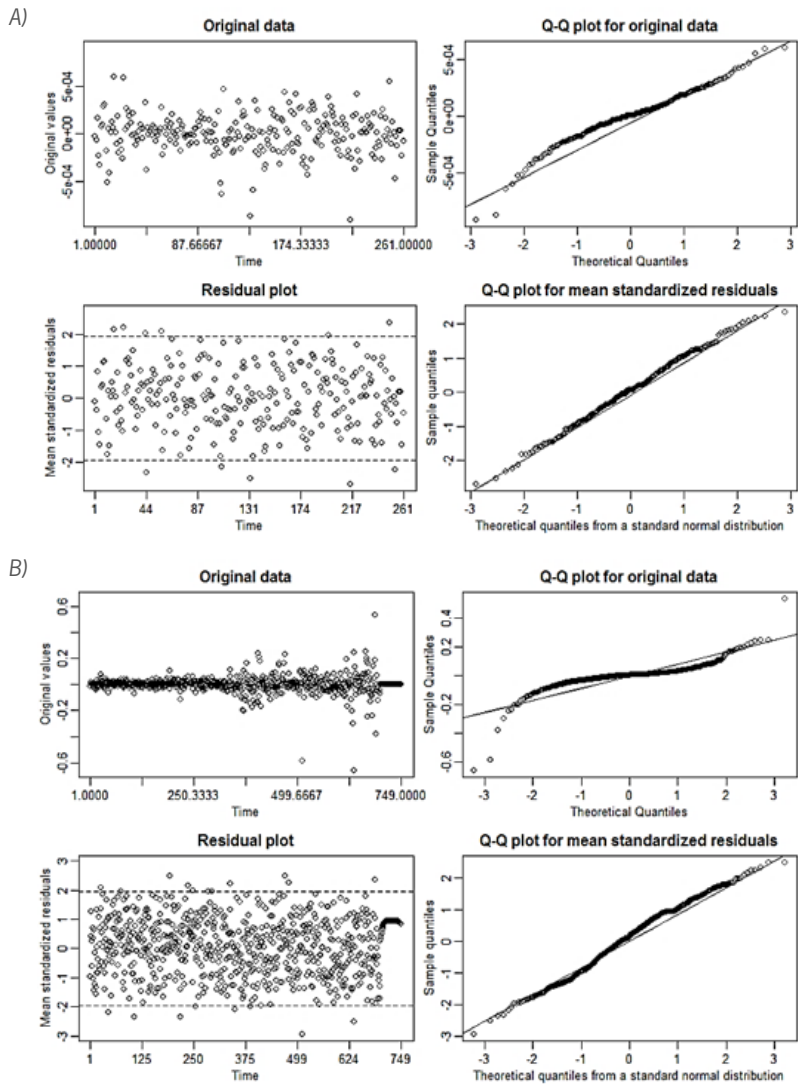 A)
Original data
Original values
5e-04
0e+00
-5e-04
1.00000 87.66667 174.33333 261.00000
Time
Q-Q plot for original data
Sample Quantiles
5e-04
0e+00
-5e-04
-3 -2 -1 0 1 2 3
Theoretical Quantiles
Residual plot
Mean standardized residuals
2
1
0
-1
-2
1 44 87 131 174 217 261
Time
Q-Q plot for mean standardized residuals
Sample quantiles
2
1
0
-1
-2
-3 -2 -1 0 1 2 3
Theoretical quantiles from a standard normal distribution
B)
Original data
Original values
0.6
0.2
-0.2
-0.6
1.0000 250.3333 499.6667 749.0000
Time
Q-Q plot for original data
Sample Quantiles
0.4
0.2
-0.2
-0.6
-3 -2 -1 0 1 2 3
Theoretical Quantiles
Residual plot
Mean standardized residuals
3
2
1
0
-1
-2
-3
1 125 250 375 499 624 749
Time
Q-Q plot for mean standardized residuals
Sample quantiles
2
1
0
-1
-2
-3
-3 -2 -1 0 1 2 3
Theoretical quantiles from a standard normal distribution